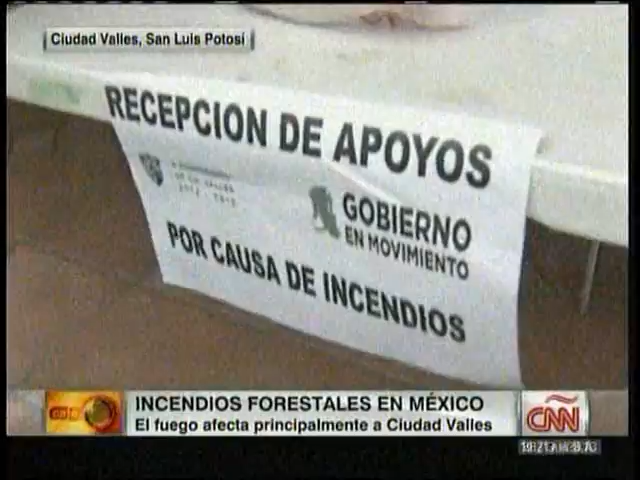 Ciudad Valles, San Luis Potosí
RECEPCION DE APOYOS
GOBIERNO
EN MOVIMIENTO
POR CAUSA DE INCENDIOS
café
INCENDIOS FORESTALES EN MÉXICO
El fuego afecta principalmente a Ciudad Valles
CNN